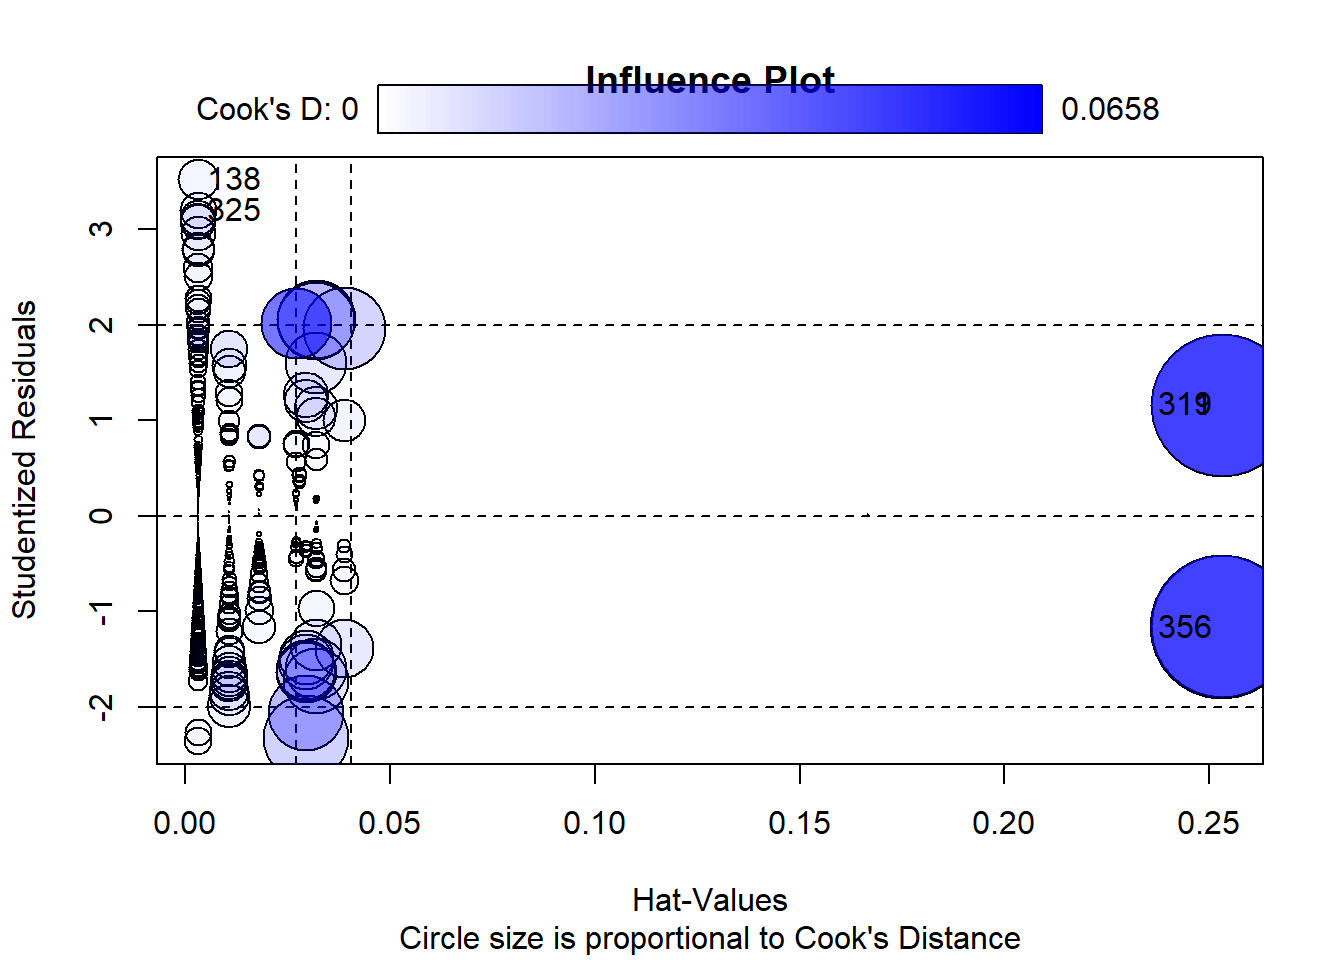 Influence Plot
Cook's D: 0
0.0658
138
325
3
2
1
0
-1
-2
Studentized Residuals
319
356
0.00 0.05 0.10 0.15 0.20 0.25
Hat-Values
Circle size is proportional to Cook's Distance